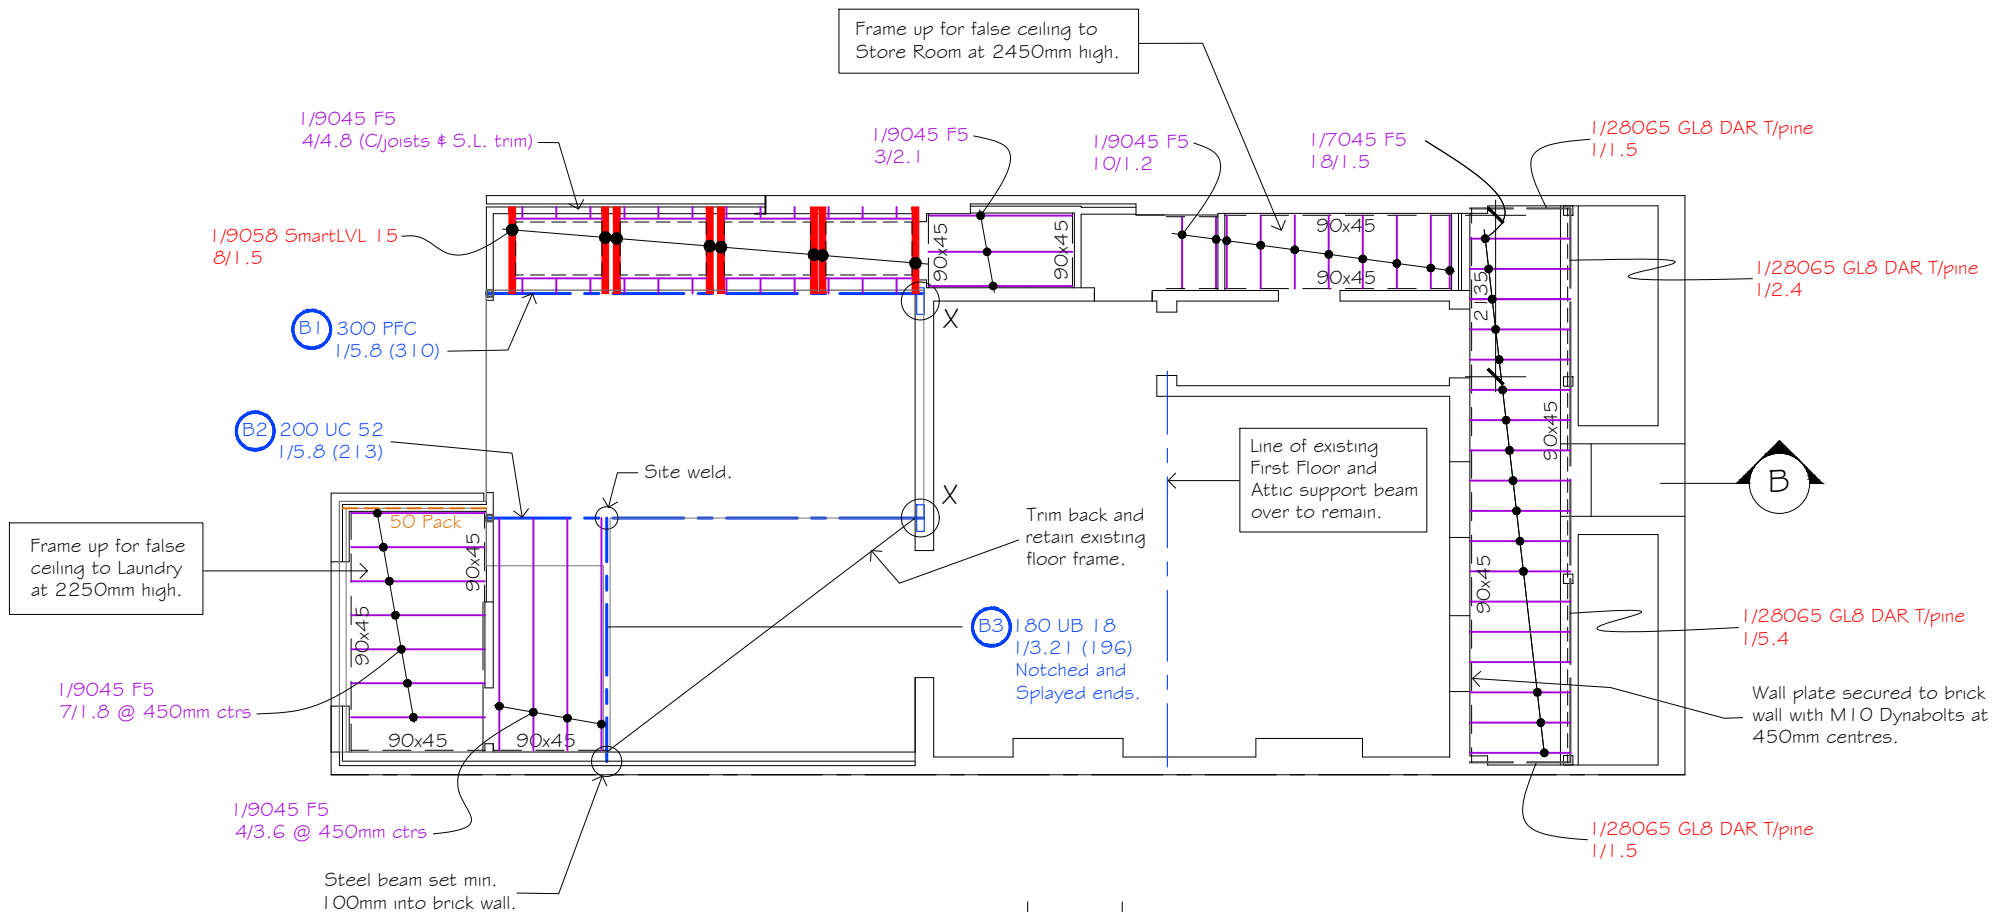 Frame up for false ceiling to
Store Room at 2450mm high.
1/9045 F5
4/4.8 (C/joists & S.L. trim)
1/9045 F5
3/2.1
1/9045 F5
10/1.2
1/7045 F5
18/1.5
1/28065 GL8 DAR T/pine
1/1.5
1/9058 SmartLVL 15
8/1.5
90x45
90x45
90x45
90x45
2135
1/28065 GL8 DAR T/pine
1/2.4
B1 300 PFC
1/5.8 (310)
X
B2 200 UC 52
1/5.8 (213)
Site weld.
X
Line of existing
First Floor and
Attic support beam
over to remain.
90x45
B
50 Pack
Frame up for false
ceiling to Laundry
at 2250mm high.
90x45
90x45
Trim back and
retain existing
floor frame.
90x45
B3 180 UB 18
1/3.21 (196)
Notched and
Splayed ends.
1/28065 GL8 DAR T/pine
1/5.4
1/9045 F5
7/1.8 @ 450mm ctrs
90x45
90x45
Wall plate secured to brick
wall with M10 Dynabolts at
450mm centres.
1/9045 F5
4/3.6 @ 450mm ctrs
1/28065 GL8 DAR T/pine
1/1.5
Steel beam set min.
100mm into brick wall.